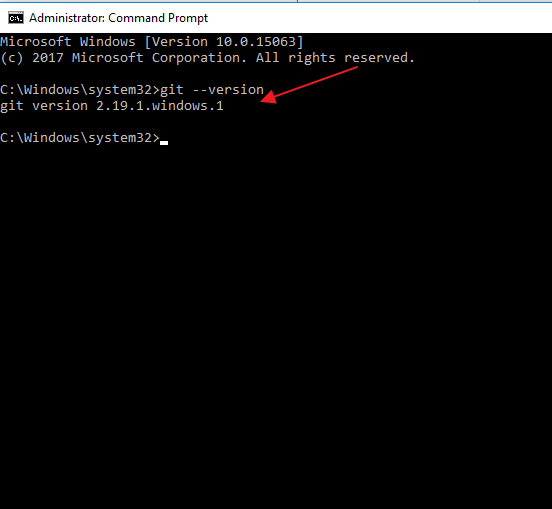 Administrator: Command Prompt
Microsoft Windows [Version 10.0.15063]
(c) 2017 Microsoft Corporation. All rights reserved.
C:\Windows\system32>git --version
git version 2.19.1.windows.1
C:\Windows\system32>